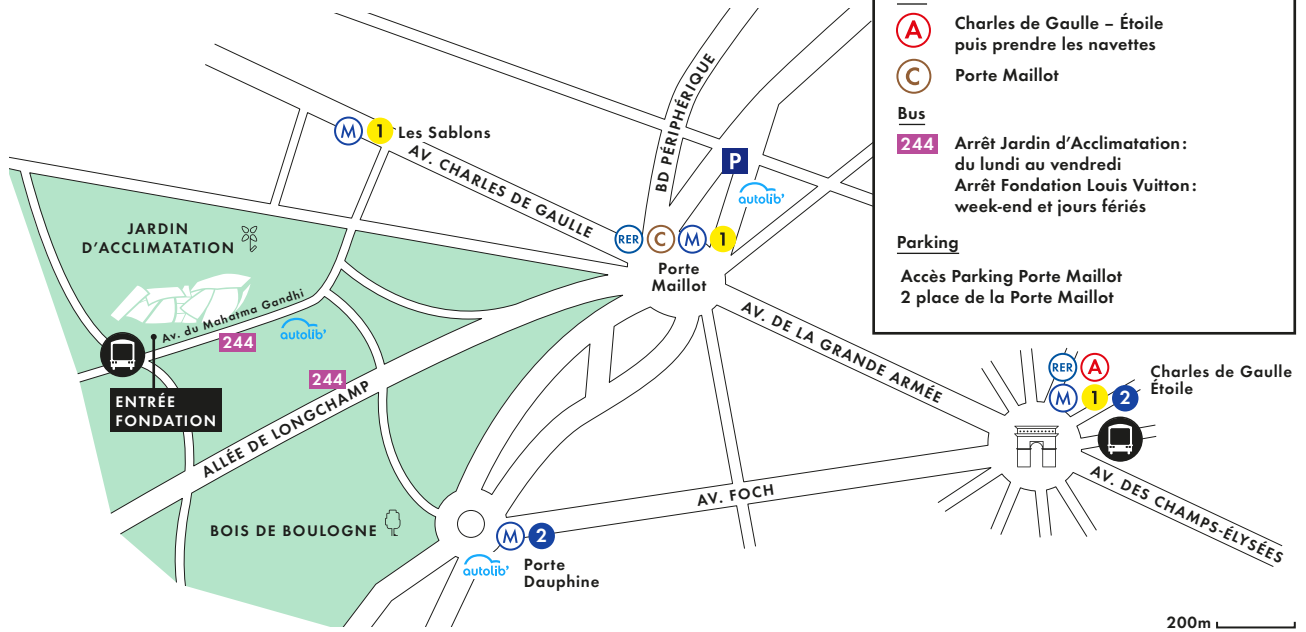 A
Charles de Gaulle – Étoile
puis prendre les navettes
C
Porte Maillot
Bus
244
Arrêt Jardin d'Acclimatation :
du lundi au vendredi
Arrêt Fondation Louis Vuitton :
week-end et jours fériés
Parking
Accès Parking Porte Maillot
2 place de la Porte Maillot
BD PÉRIPHÉRIQUE
M 1 Les Sablons
AV. CHARLES DE GAULLE
P
autolib'
JARDIN
D'ACCLIMATATION
RER C M 1
Porte
Maillot
Av. du Mahatma Gandhi
autolib'
244
244
ENTRÉE
FONDATION
ALLÉE DE LONGCHAMP
AV. DE LA GRANDE ARMÉE
RER A
M 1 2
Charles de Gaulle
Étoile
AV. FOCH
AV. DES CHAMPS-ÉLYSÉES
BOIS DE BOULOGNE
M 2
autolib'
Porte
Dauphine
200m